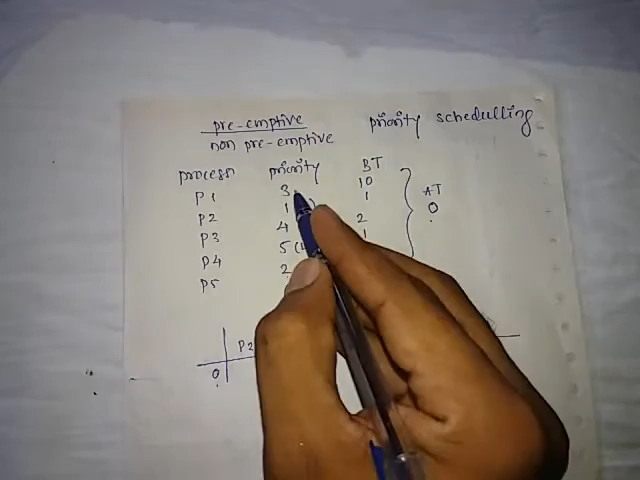 pre-emptive priority schedulling
non pre-emptive
process priority BT
P1 3 10 AT
P2 1 1 0
P3 4 2
P4 5 1
P5 2
P2
0